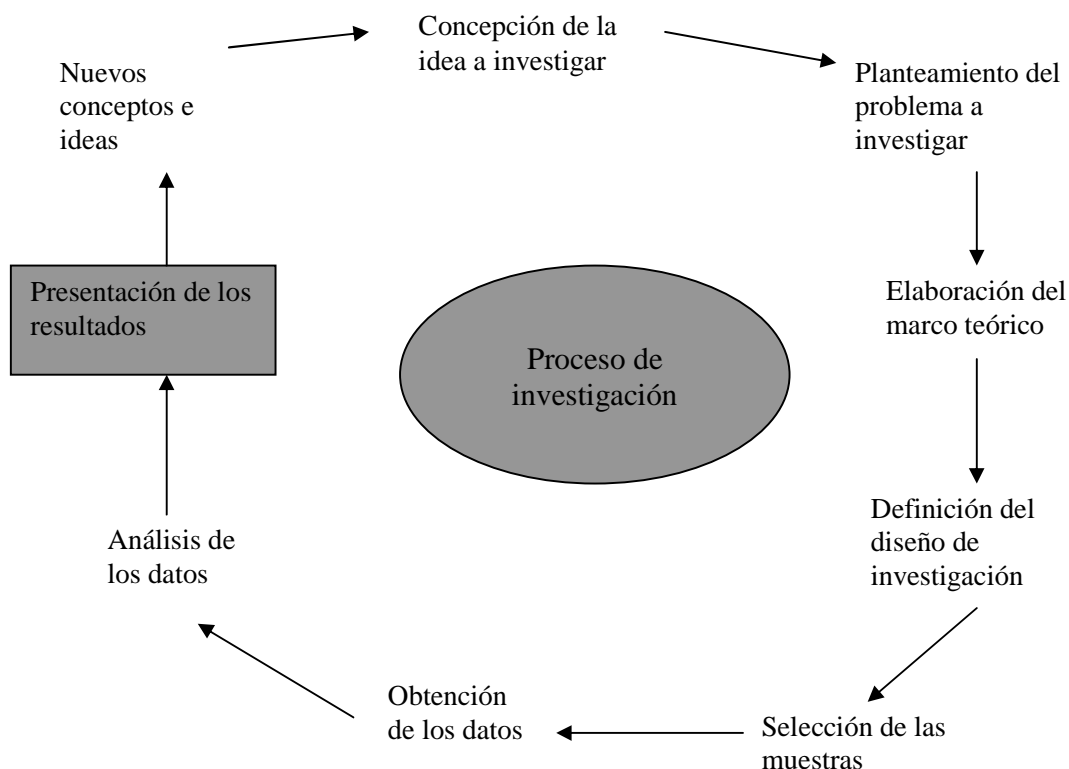 Concepción de la
idea a investigar
Planteamiento del
problema a
investigar
Elaboración del
marco teórico
Definición del
diseño de
investigación
Selección de las
muestras
Obtención
de los datos
Análisis de
los datos
Presentación de los
resultados
Nuevos
conceptos e
ideas
Proceso de
investigación